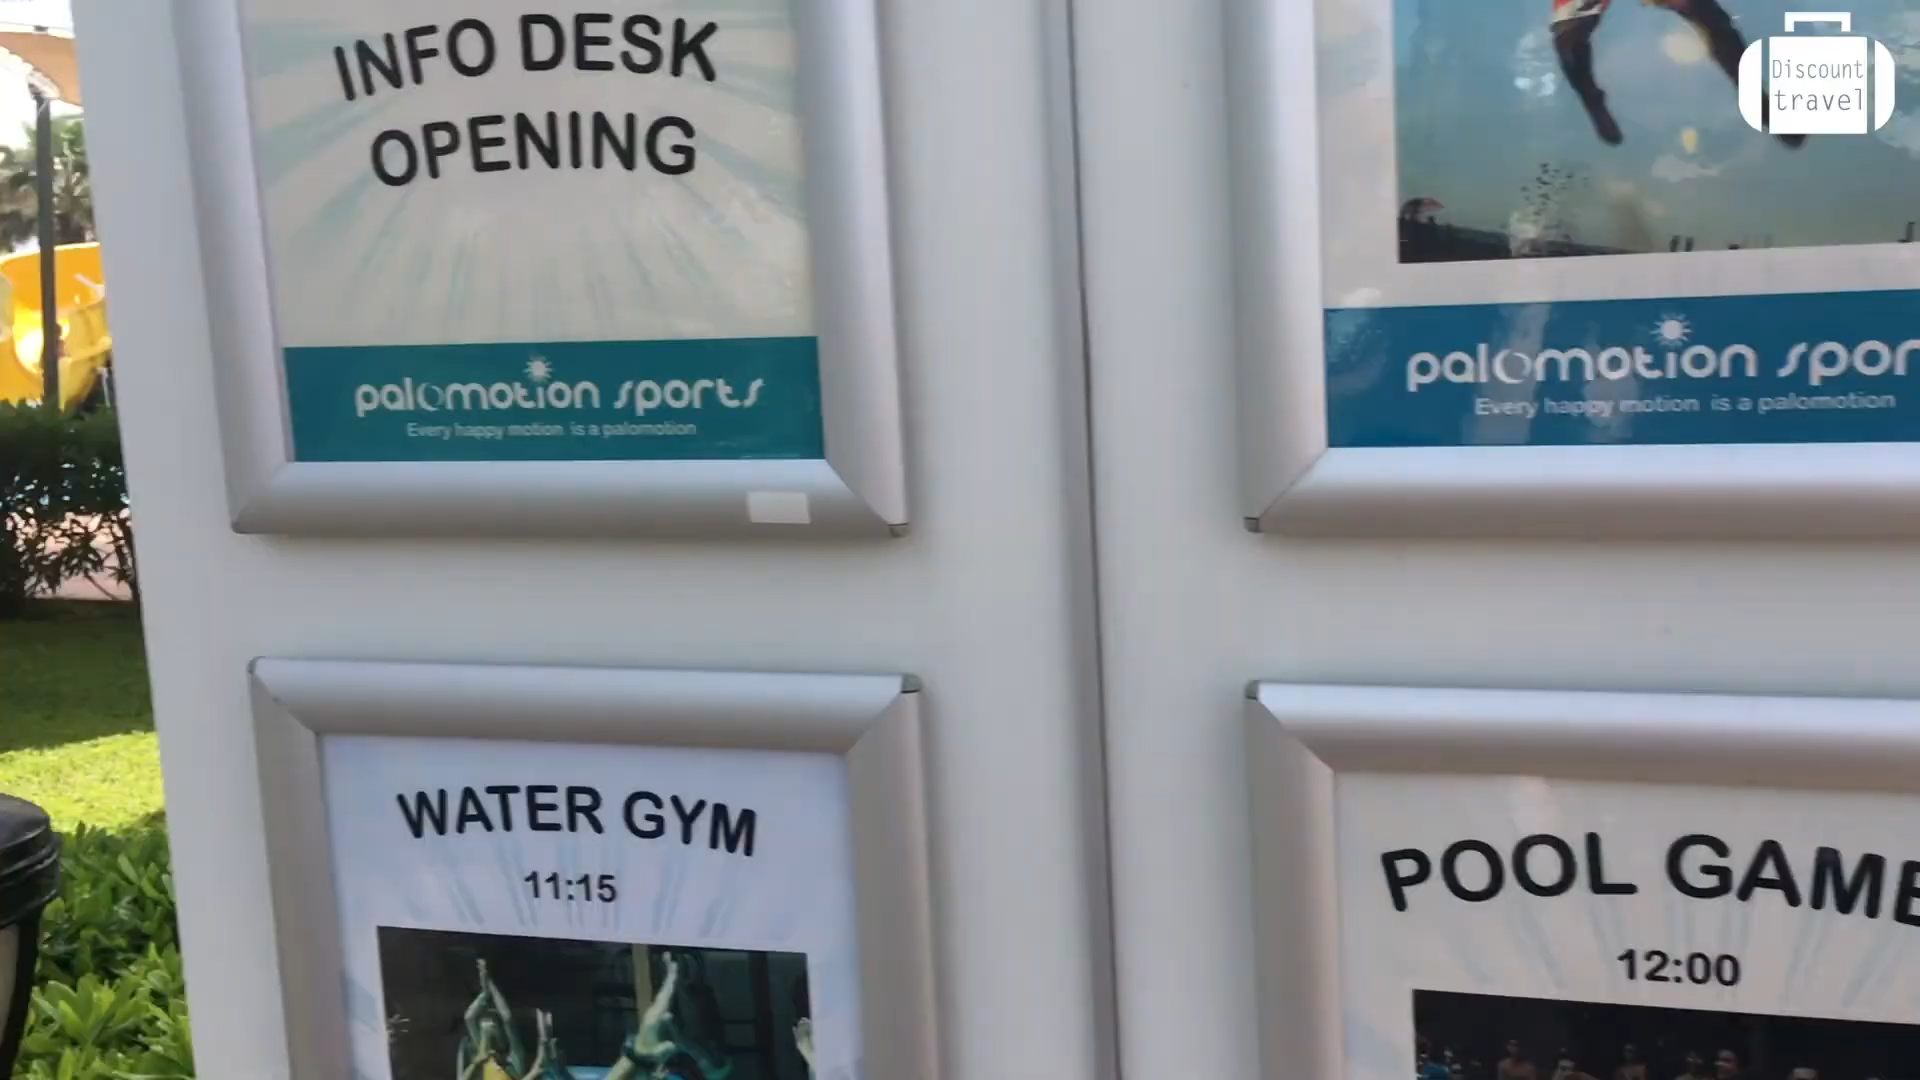 INFO DESK
OPENING
palomotion sports
Every happy motion is a palomotion
Discount
travel
palomotion spor
Every happy motion is a palomotion
WATER GYM
11:15
POOL GAME
12:00